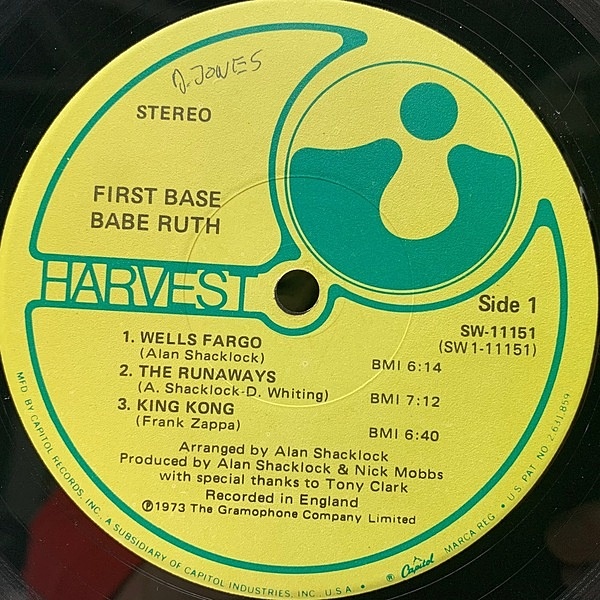 D. JONES
STEREO
FIRST BASE
BABE RUTH
HARVEST
Side 1
SW-11151
(SW1-11151)
1. WELLS FARGO
(Alan Shacklock)
BMI 6:14
2. THE RUNAWAYS
(A. Shacklock-D. Whiting)
BMI 7:12
3. KING KONG
(Frank Zappa)
BMI 6:40
Arranged by Alan Shacklock
Produced by Alan Shacklock & Nick Mobbs
with special thanks to Tony Clark
Recorded in England
℗1973 The Gramophone Company Limited
MFD. BY CAPITOL RECORDS, INC. A SUBSIDIARY OF CAPITOL INDUSTRIES, INC. U.S.A. • ® Capitol MARCA REG. • U.S. PAT. NO. 2,631,859